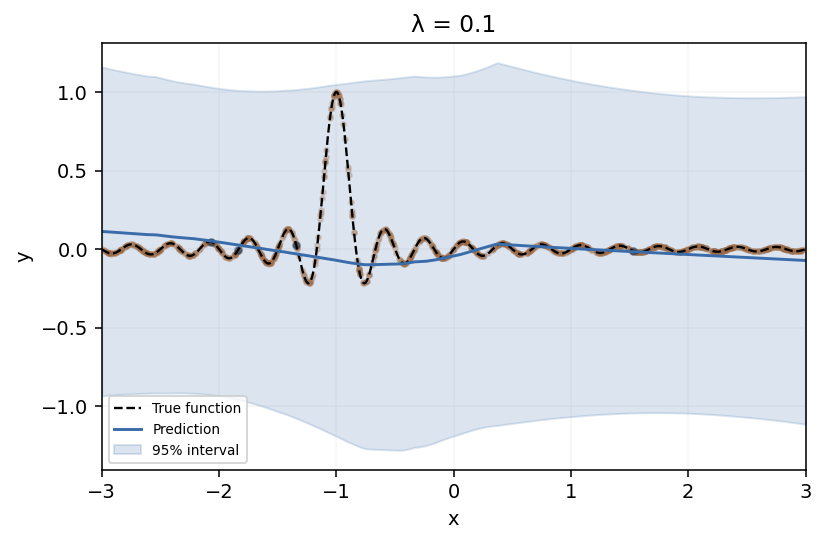 λ = 0.1
y
1.0
0.5
0.0
−0.5
−1.0
True function
Prediction
95% interval
−3 −2 −1 0 1 2 3
x